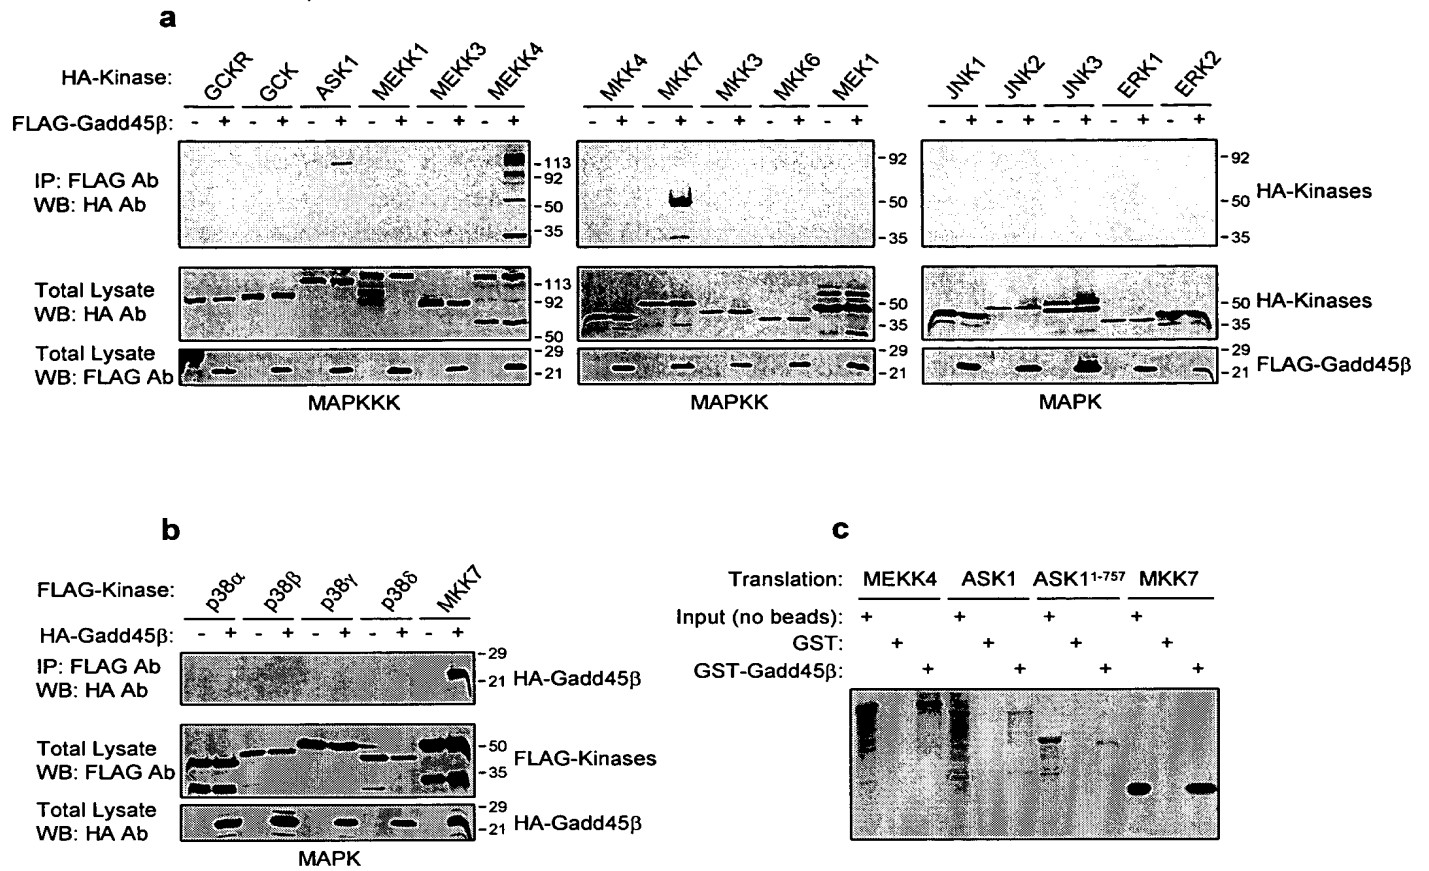 a
HA-Kinase: GCKR GCK ASK1 MEKK1 MEKK3 MEKK4 MKK4 MKK7 MKK3 MKK6 MEK1 JNK1 JNK2 JNK3 ERK1 ERK2
FLAG-Gadd45β: - + - + - + - + - + - + - + - + - + - + - + - + - + - + - + - +
IP: FLAG Ab
WB: HA Ab
-113
-92
-50
-35
-92
-50
-35
-92
-50
-35
HA-Kinases
Total Lysate
WB: HA Ab
-113
-92
-50
-50
-35
-50
-35
HA-Kinases
Total Lysate
WB: FLAG Ab
-29
-21
-29
-21
-29
-21
FLAG-Gadd45β
MAPKKK MAPKK MAPK
b
FLAG-Kinase: p38α p38β p38γ p38δ MKK7
HA-Gadd45β: - + - + - + - + - +
IP: FLAG Ab
WB: HA Ab
-29
-21
HA-Gadd45β
Total Lysate
WB: FLAG Ab
-50
-35
FLAG-Kinases
Total Lysate
WB: HA Ab
-29
-21
HA-Gadd45β
MAPK
c
Translation: MEKK4 ASK1 ASK1¹⁻⁷⁵⁷ MKK7
Input (no beads): + + + +
GST: + + + +
GST-Gadd45β: + + + +